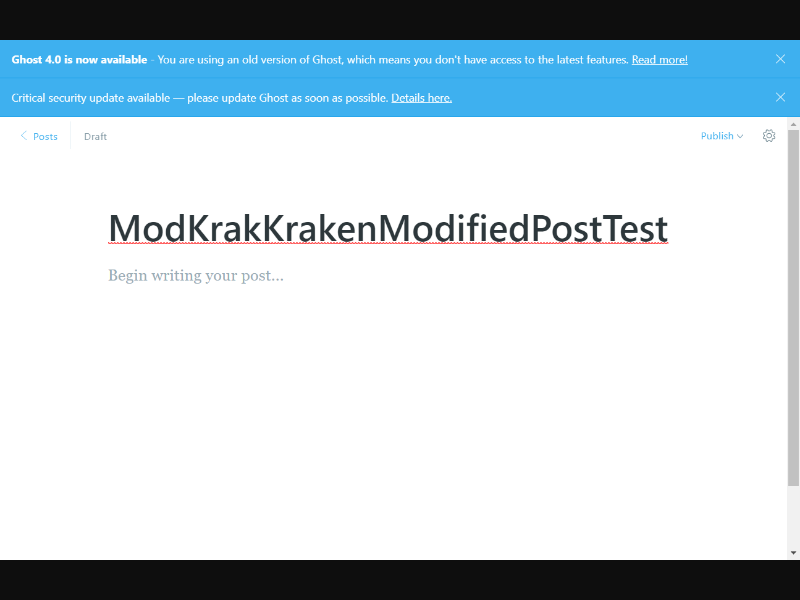 Ghost 4.0 is now available - You are using an old version of Ghost, which means you don't have access to the latest features. Read more!
Critical security update available — please update Ghost as soon as possible. Details here.
Posts
Draft
Publish
ModKrakKrakenModifiedPostTest
Begin writing your post...